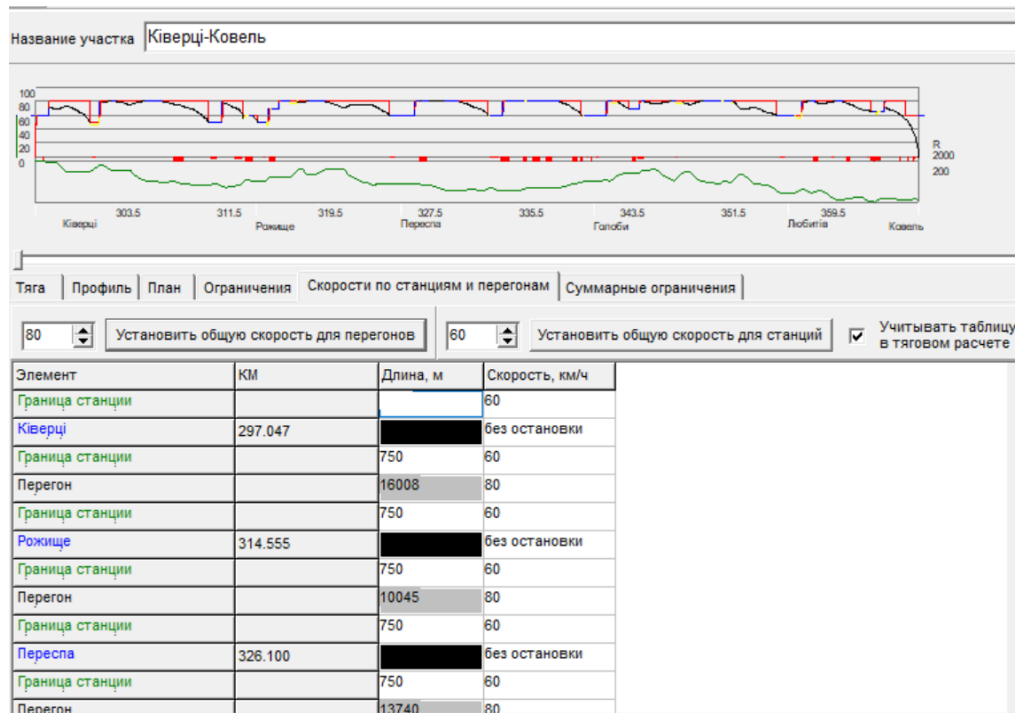 Название участка Ківерці-Ковель
100
80
60
40
20
0
R
2000
200
303.5 311.5 319.5 327.5 335.5 343.5 351.5 359.5
Ківерці Рожище Переспа Голоби Любитів Ковель
Тяга Профиль План Ограничения Скорости по станциям и перегонам Суммарные ограничения
80 Установить общую скорость для перегонов 60 Установить общую скорость для станций Учитывать таблицу
в тяговом расчете
Элемент КМ Длина, м Скорость, км/ч
Граница станции 60
Ківерці 297.047 без остановки
Граница станции 750 60
Перегон 16008 80
Граница станции 750 60
Рожище 314.555 без остановки
Граница станции 750 60
Перегон 10045 80
Граница станции 750 60
Переспа 326.100 без остановки
Граница станции 750 60
Перегон 13740 80